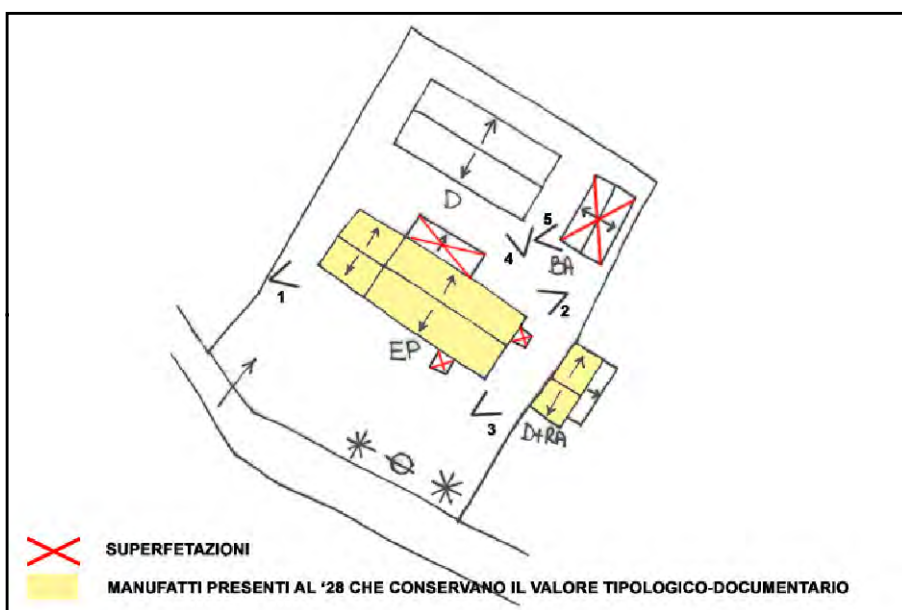 D
5
BA
4
1
2
EP
3
D+RA
SUPERFETAZIONI
MANUFATTI PRESENTI AL '28 CHE CONSERVANO IL VALORE TIPOLOGICO-DOCUMENTARIO